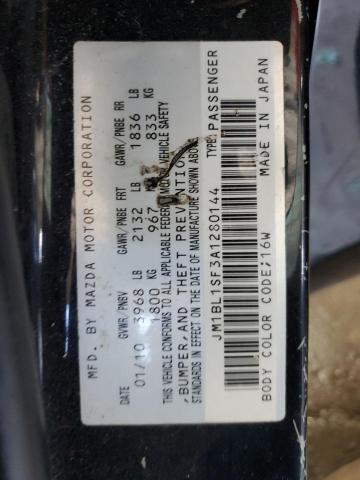 MFD. BY MAZDA MOTOR CORPORATION
DATE GVWR/PNBV GAWR/PNBE FRT GAWR/PNBE RR
01/10 3968 LB 2132 LB 1836 LB
1800 KG 967 833 KG
THIS VEHICLE CONFORMS TO ALL APPLICABLE FEDERAL MOTOR VEHICLE SAFETY
, BUMPER, AND THEFT PREVENTION
STANDARDS IN EFFECT ON THE DATE OF MANUFACTURE SHOWN ABOVE.
JM1BL1SF3A1280144 TYPE: PASSENGER
BODY COLOR CODE: 16W MADE IN JAPAN